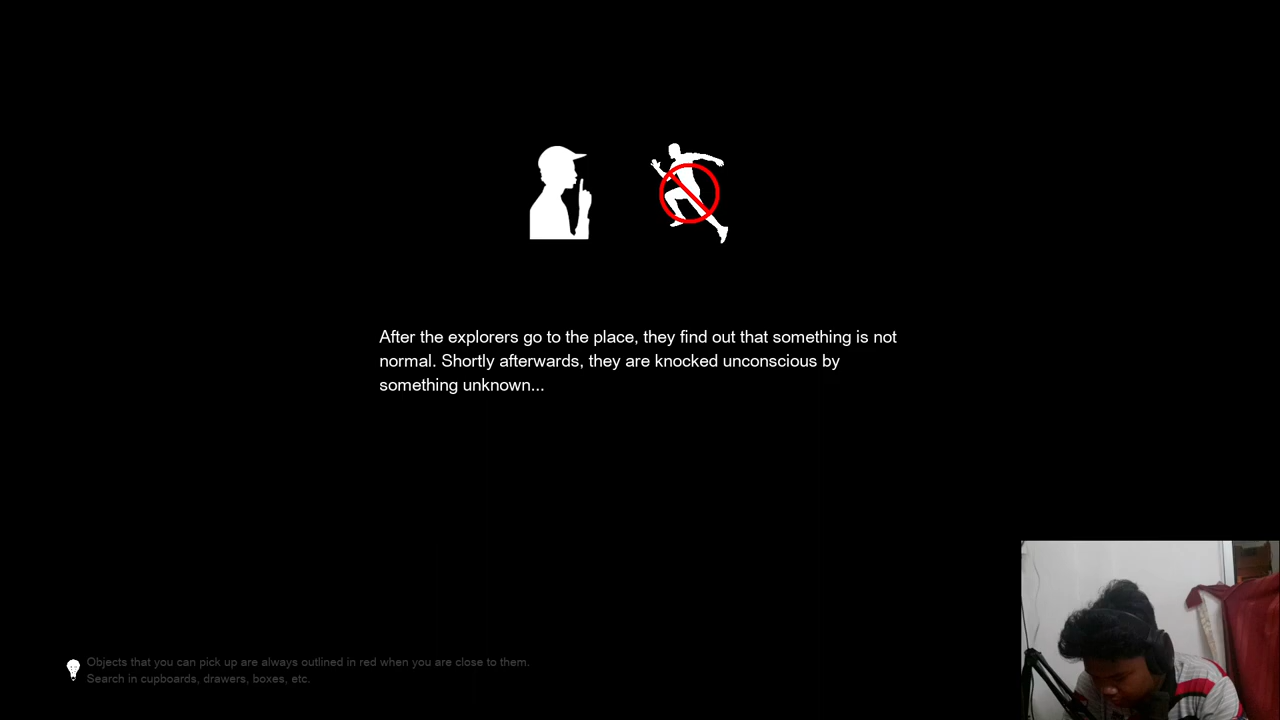 After the explorers go to the place, they find out that something is not
normal. Shortly afterwards, they are knocked unconscious by
something unknown...
Objects that you can pick up are always outlined in red when you are close to them.
Search in cupboards, drawers, boxes, etc.